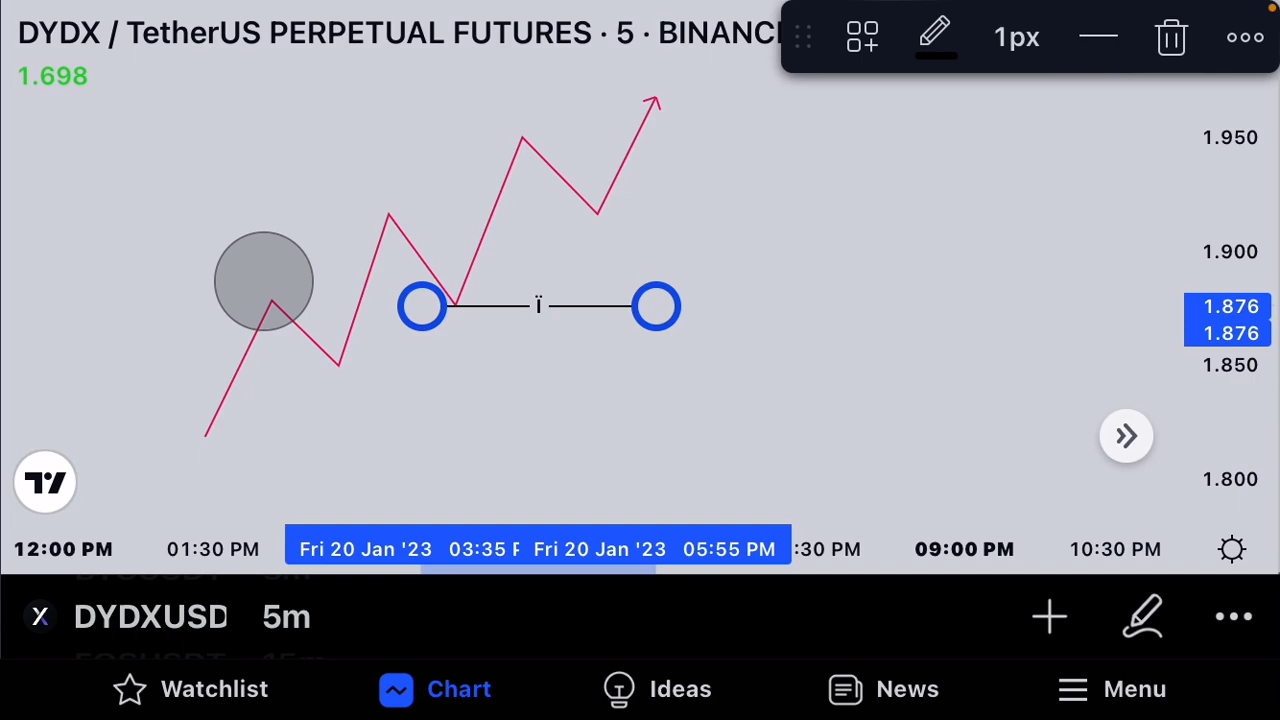 DYDX / TetherUS PERPETUAL FUTURES · 5 · BINANC
1px
1.698
1.950
1.900
1.876
1.876
1.850
1.800
ï
12:00 PM 01:30 PM Fri 20 Jan '23 03:35 P Fri 20 Jan '23 05:55 PM :30 PM 09:00 PM 10:30 PM
DYDXUSD 5m
Watchlist Chart Ideas News Menu